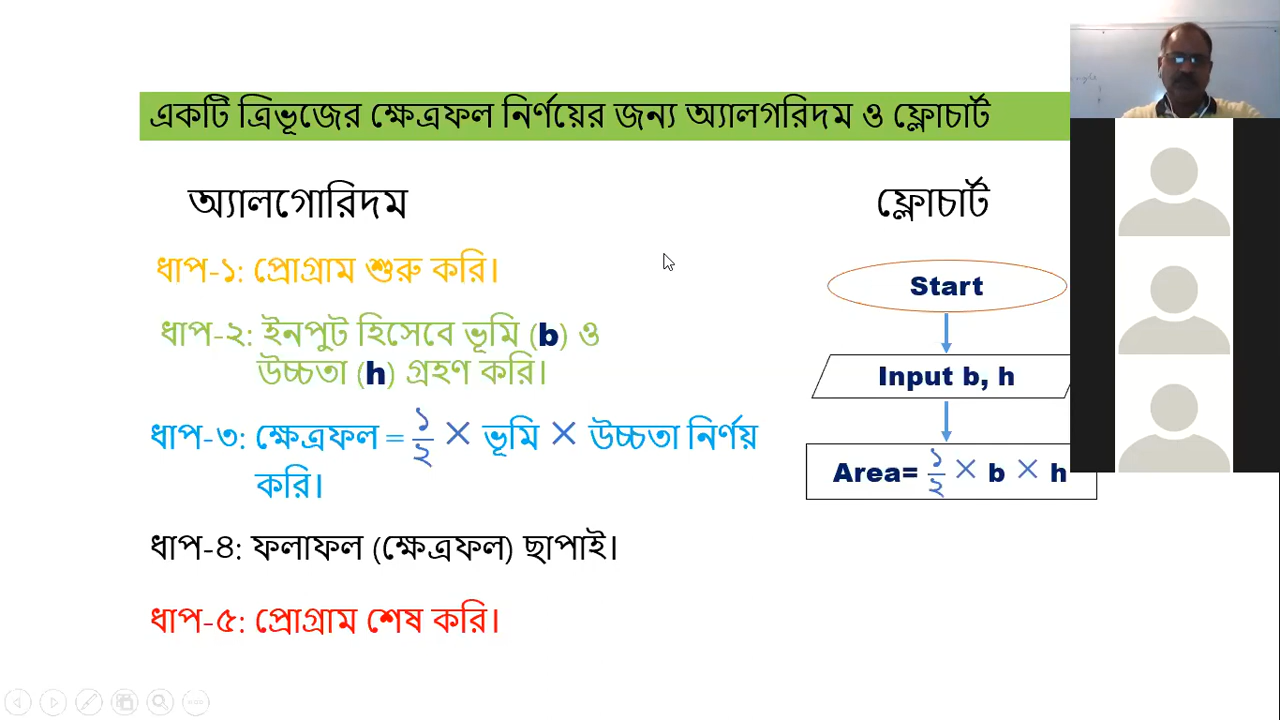 একটি ত্রিভূজের ক্ষেত্রফল নির্ণয়ের জন্য অ্যালগরিদম ও ফ্লোচার্ট
অ্যালগোরিদম
ধাপ-১: প্রোগ্রাম শুরু করি।
ধাপ-২: ইনপুট হিসেবে ভূমি (b) ও
উচ্চতা (h) গ্রহণ করি।
ধাপ-৩: ক্ষেত্রফল = ১/২ × ভূমি × উচ্চতা নির্ণয়
করি।
ধাপ-৪: ফলাফল (ক্ষেত্রফল) ছাপাই।
ধাপ-৫: প্রোগ্রাম শেষ করি।
ফ্লোচার্ট
Start
Input b, h
Area= ১/২ × b × h